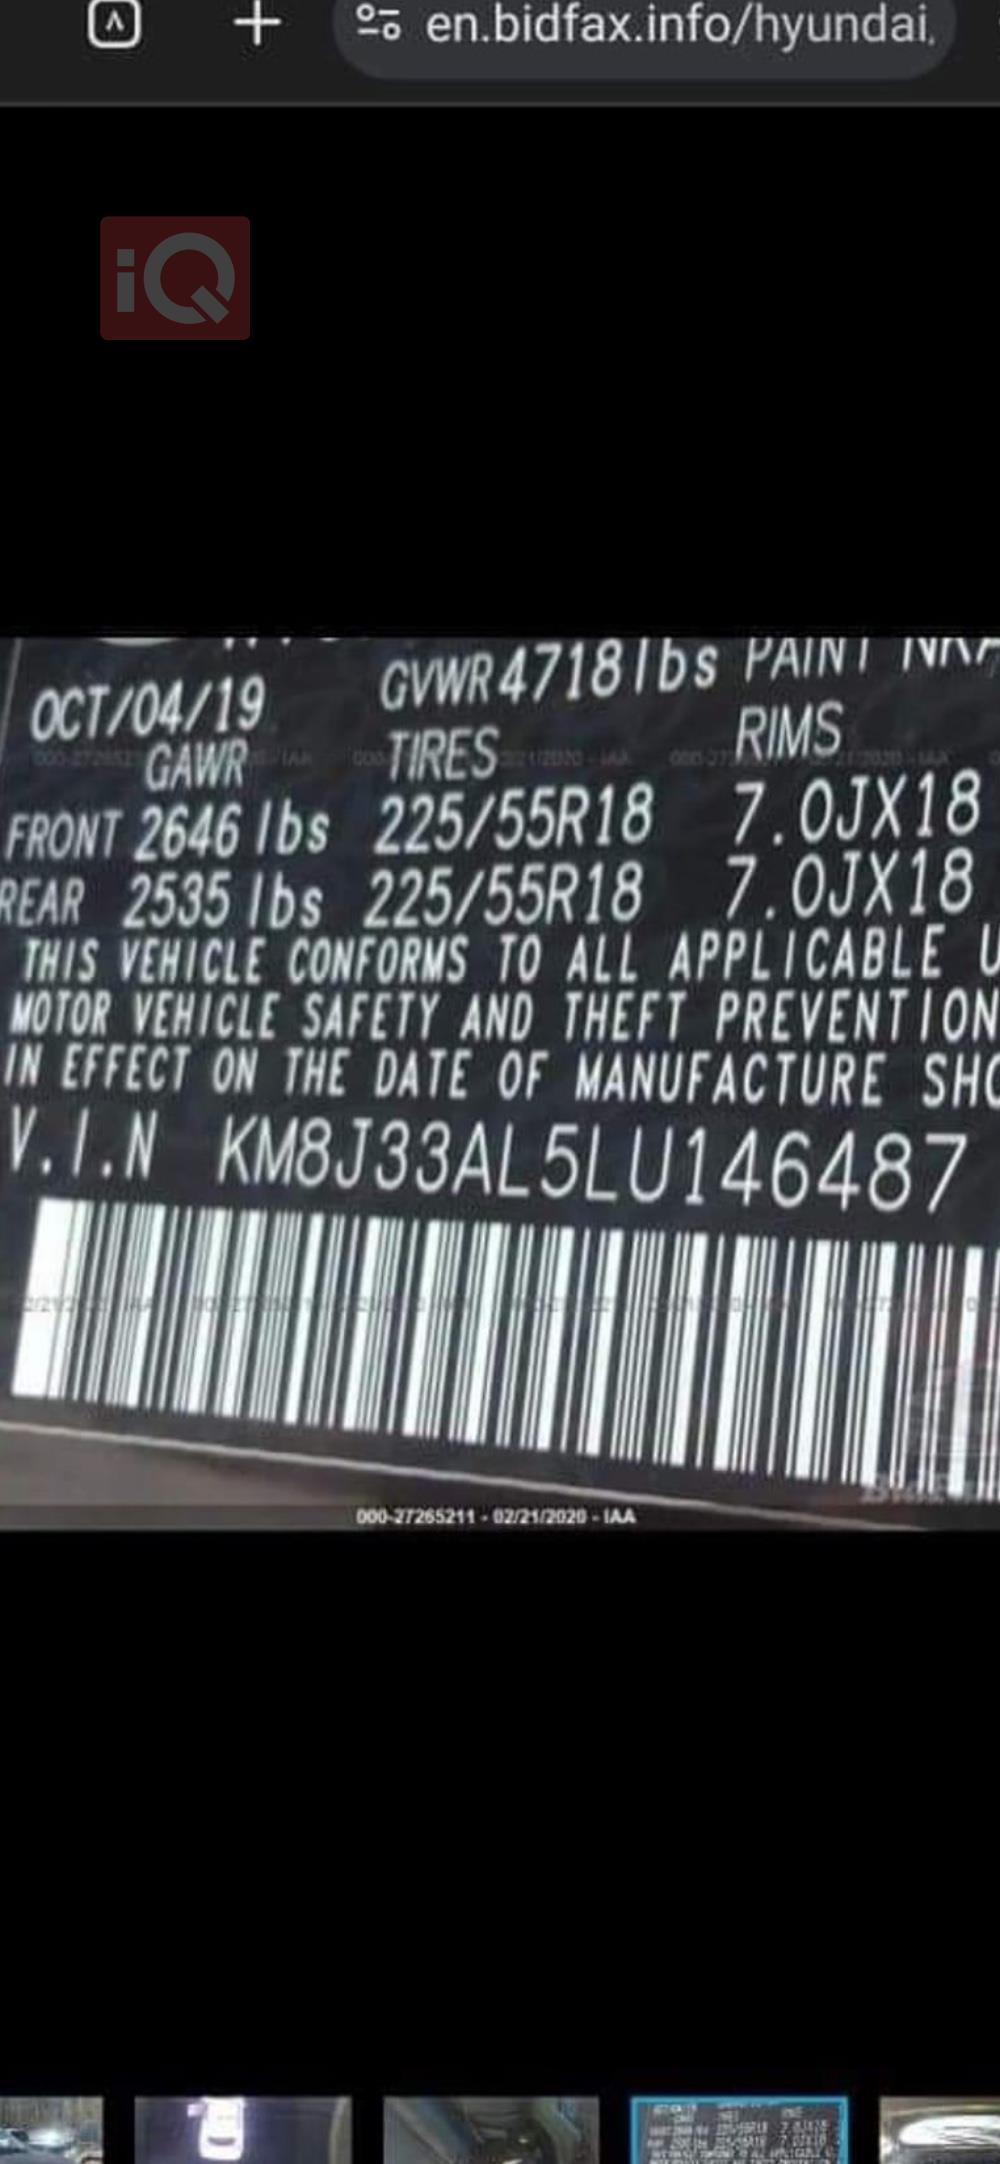 en.bidfax.info/hyundai,
iQ
OCT/04/19 GVWR 4718 lbs PAINT
GAWR TIRES RIMS
FRONT 2646 lbs 225/55R18 7.0JX18
REAR 2535 lbs 225/55R18 7.0JX18
THIS VEHICLE CONFORMS TO ALL APPLICABLE U
MOTOR VEHICLE SAFETY AND THEFT PREVENTION
IN EFFECT ON THE DATE OF MANUFACTURE SHO
V.I.N KM8J33AL5LU146487
000-27265211 - 02/21/2020 - IAA